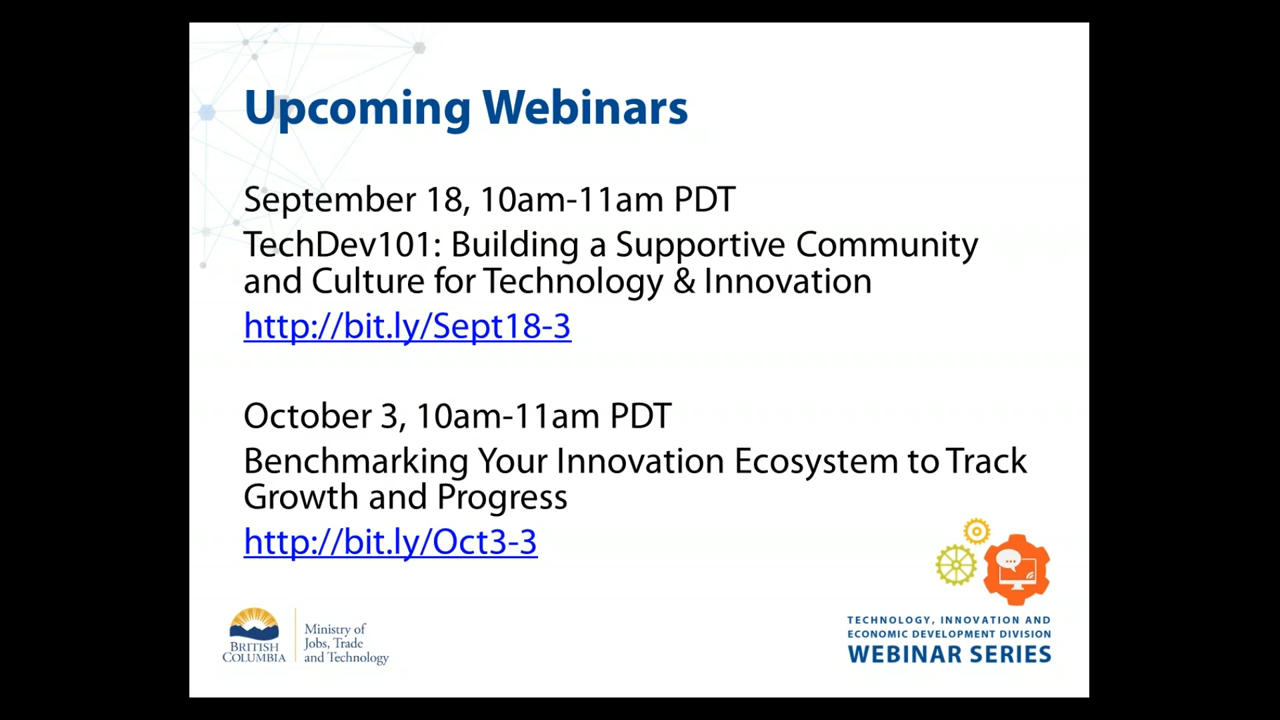 Upcoming Webinars
September 18, 10am-11am PDT
TechDev101: Building a Supportive Community
and Culture for Technology & Innovation
http://bit.ly/Sept18-3
October 3, 10am-11am PDT
Benchmarking Your Innovation Ecosystem to Track
Growth and Progress
http://bit.ly/Oct3-3
BRITISH
COLUMBIA
Ministry of
Jobs, Trade
and Technology
TECHNOLOGY, INNOVATION AND
ECONOMIC DEVELOPMENT DIVISION
WEBINAR SERIES